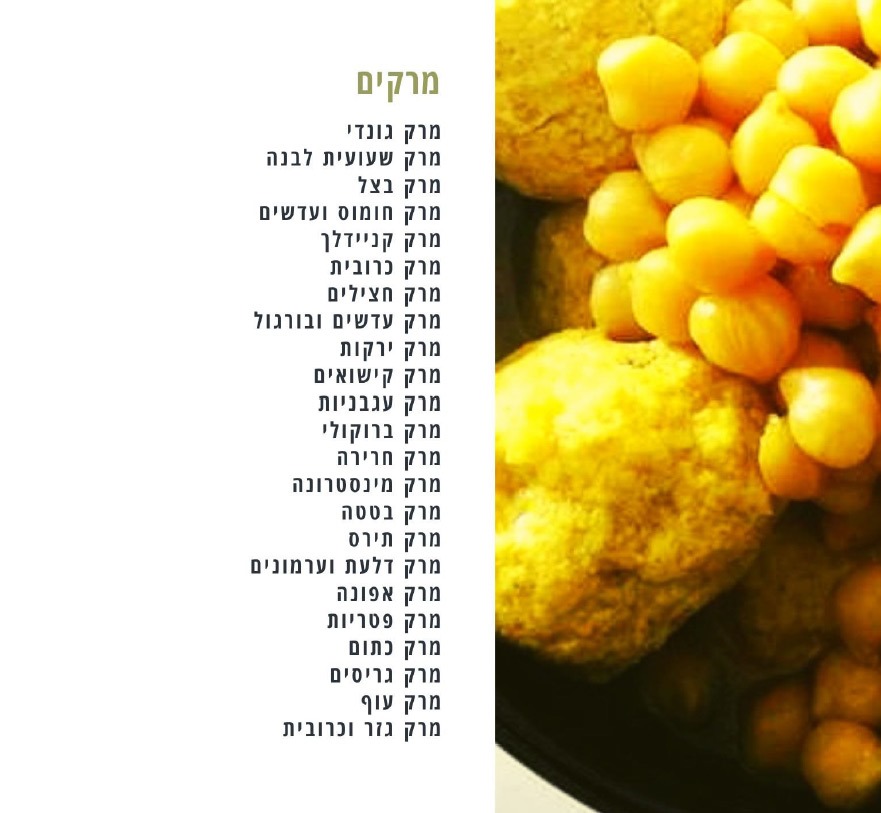 מרקים
מרק גונדי
מרק שעועית לבנה
מרק בצל
מרק חומוס ועדשים
מרק קניידלך
מרק כרובית
מרק חצילים
מרק עדשים ובורגול
מרק ירקות
מרק קישואים
מרק עגבניות
מרק ברוקולי
מרק חרירה
מרק מינסטרונה
מרק בטטה
מרק תירס
מרק דלעת וערמונים
מרק אפונה
מרק פטריות
מרק כתום
מרק גריסים
מרק עוף
מרק גזר וכרובית